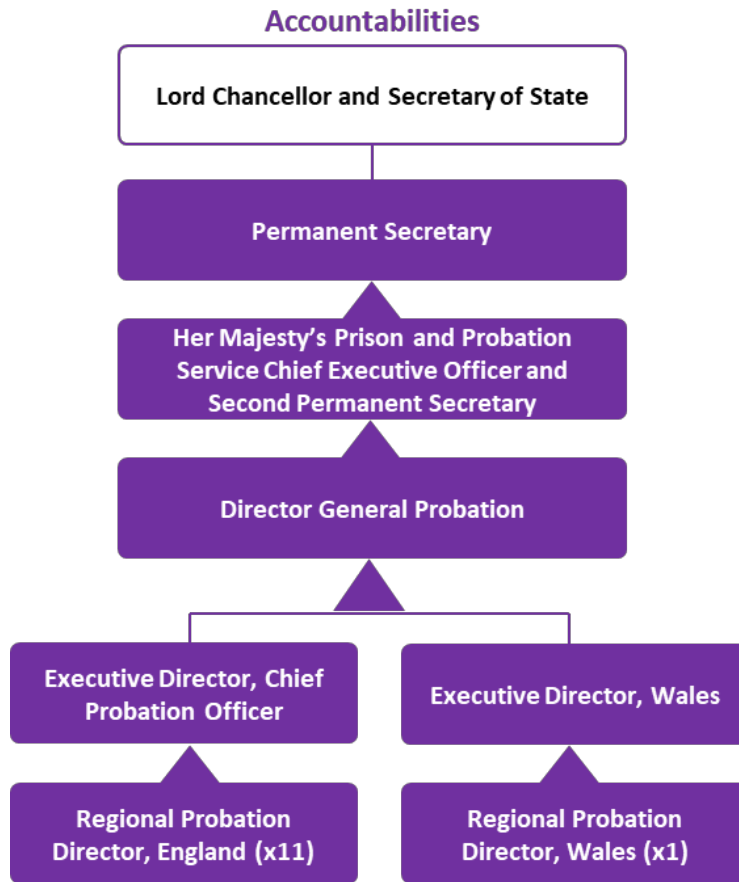 Accountabilities
Lord Chancellor and Secretary of State
Permanent Secretary
Her Majesty’s Prison and Probation
Service Chief Executive Officer and
Second Permanent Secretary
Director General Probation
Executive Director, Chief
Probation Officer
Executive Director, Wales
Regional Probation
Director, England (x11)
Regional Probation
Director, Wales (x1)